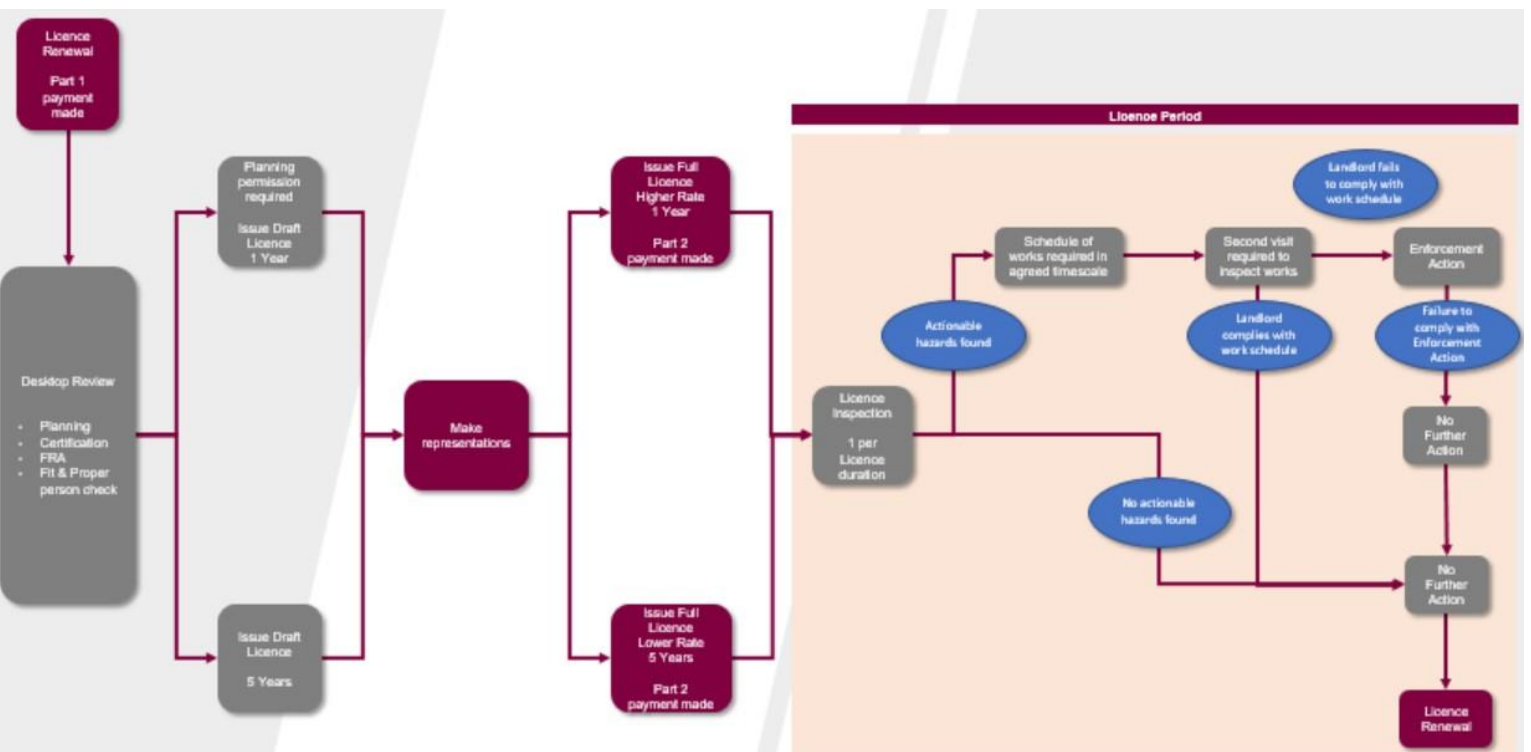 Licence
Renewal
Part 1
payment
made
Desktop Review
• Planning
• Certification
• FRA
• Fit & Proper
person check
Planning
permission
required
Issue Draft
Licence
1 Year
Issue Draft
Licence
5 Years
Make
representations
Issue Full
Licence
Higher Rate
1 Year
Part 2
payment made
Issue Full
Licence
Lower Rate
5 Years
Part 2
payment made
Licence Period
Licence
Inspection
1 per
Licence
duration
Actionable
hazards found
No actionable
hazards found
Schedule of
works required in
agreed timescale
Second visit
required to
inspect works
Landlord
complies with
work schedule
Landlord fails
to comply with
work schedule
Enforcement
Action
Failure to
comply with
Enforcement
Action
No
Further
Action
No
Further
Action
Licence
Renewal